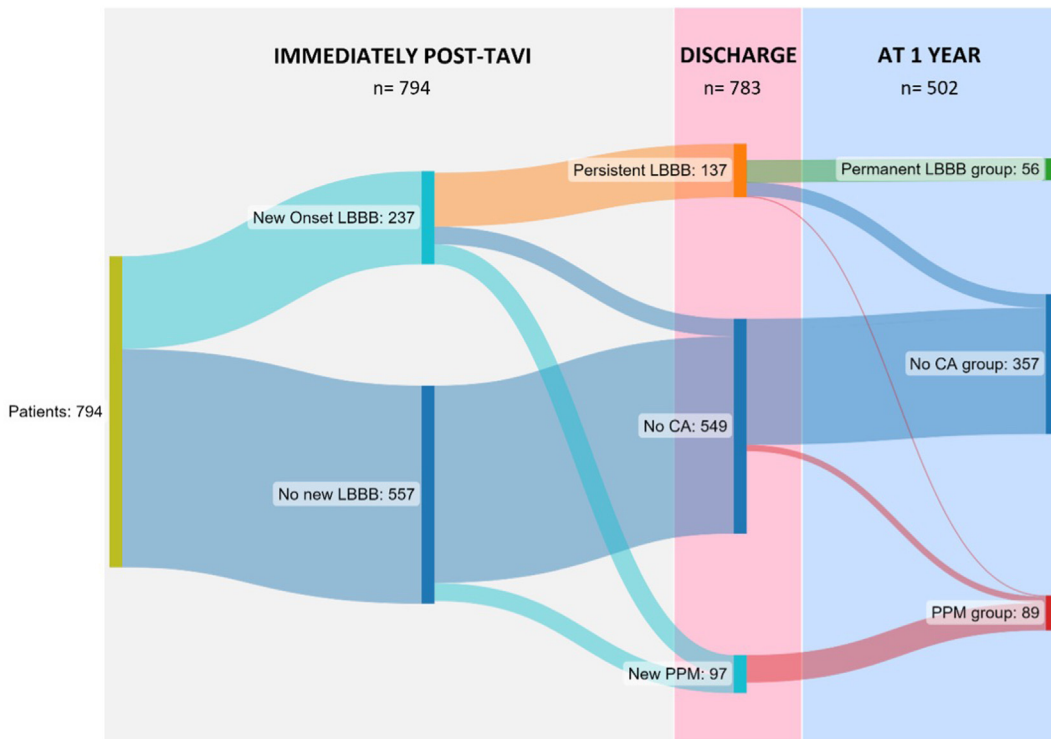 IMMEDIATELY POST-TAVI
n= 794
DISCHARGE
n= 783
AT 1 YEAR
n= 502
Patients: 794
New Onset LBBB: 237
No new LBBB: 557
Persistent LBBB: 137
No CA: 549
New PPM: 97
Permanent LBBB group: 56
No CA group: 357
PPM group: 89